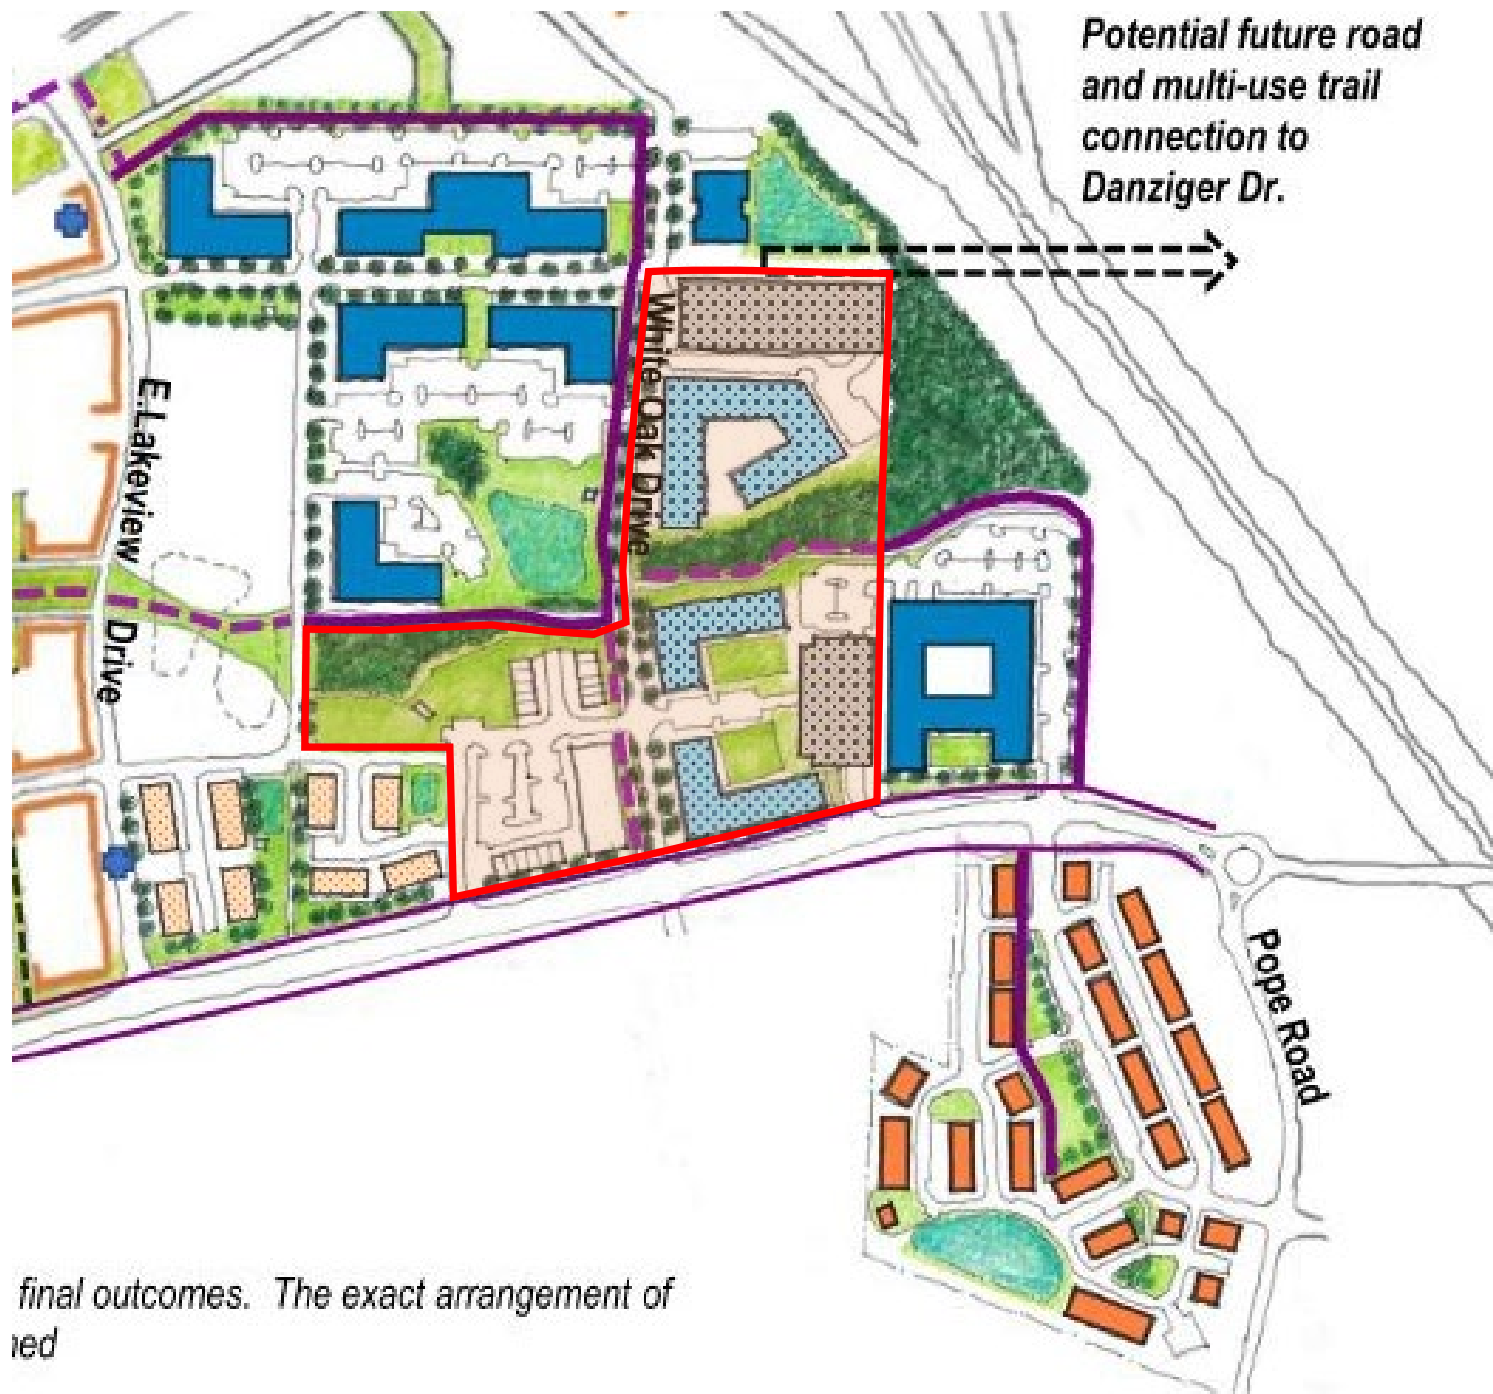 Potential future road
and multi-use trail
connection to
Danziger Dr.
White Oak Drive
E.Lakeview Drive
Pope Road
final outcomes. The exact arrangement of